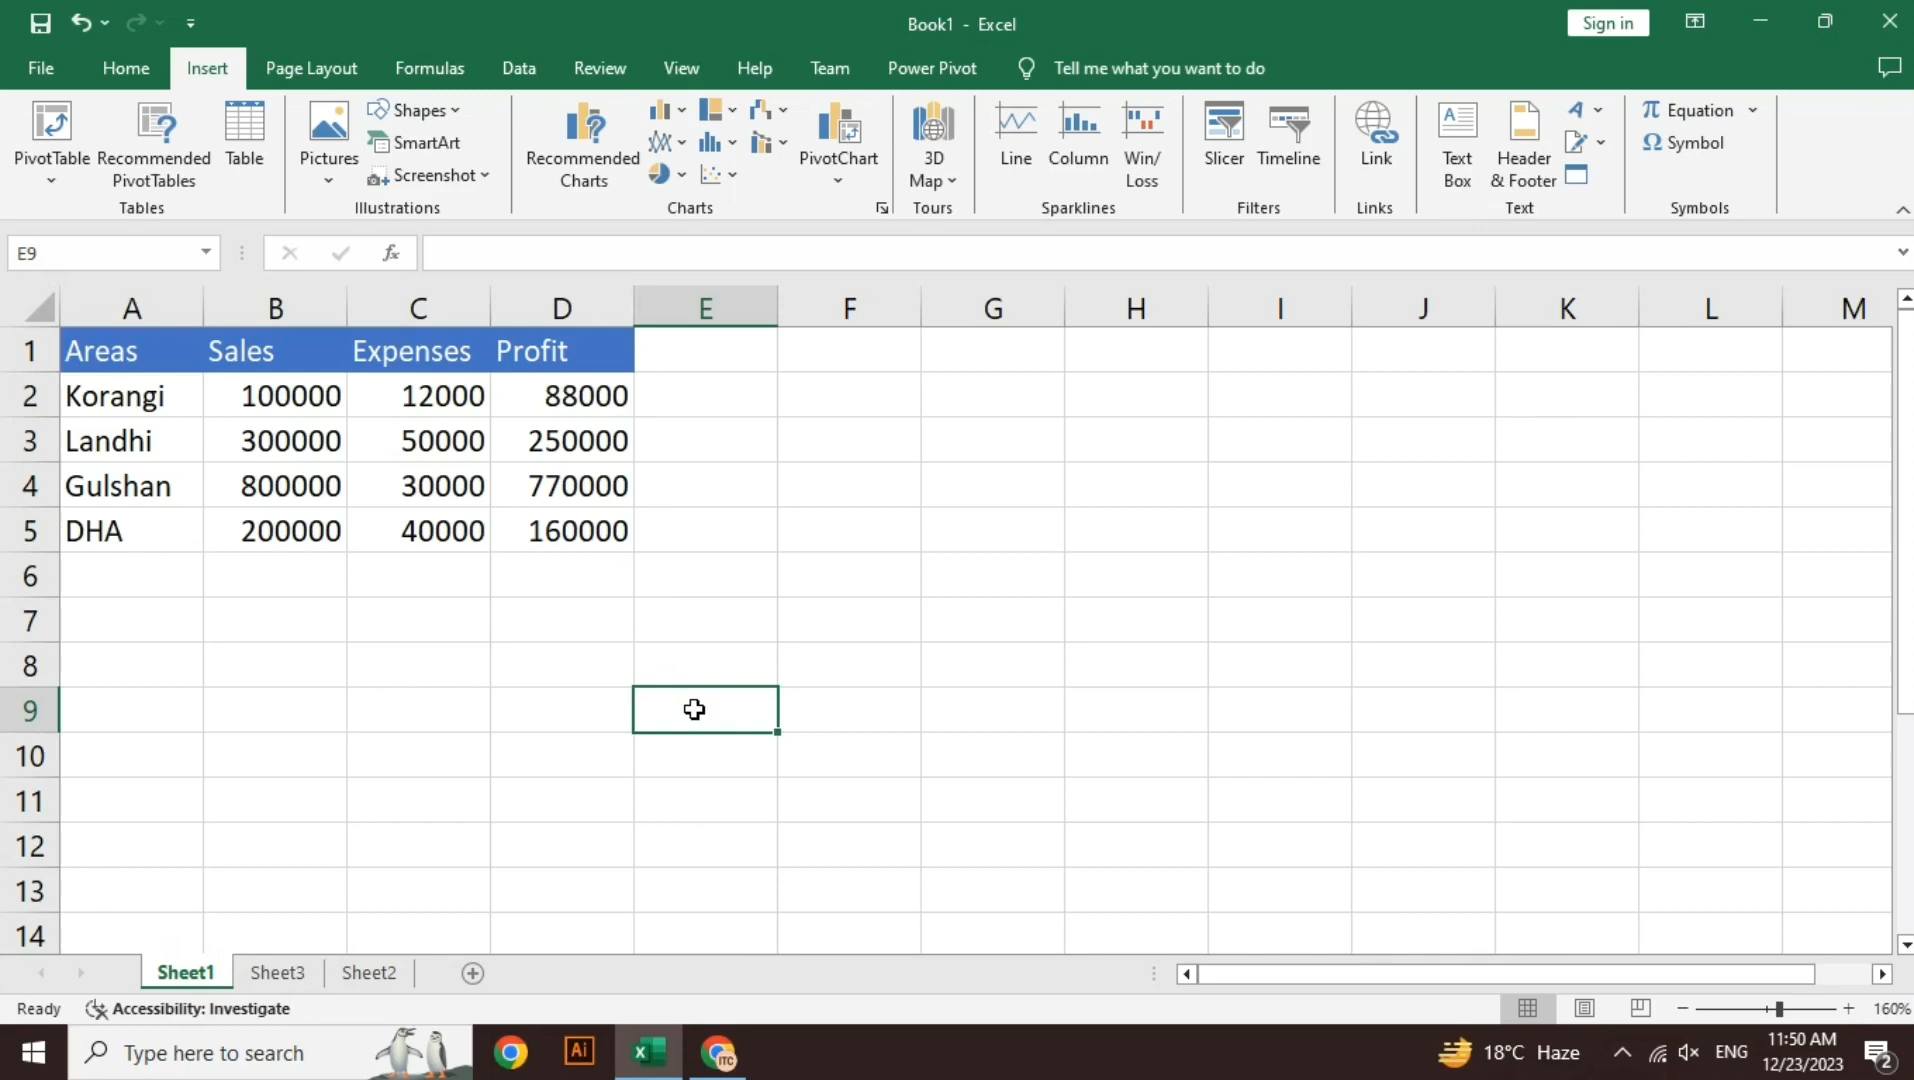 Book1 - Excel
Sign in
File Home Insert Page Layout Formulas Data Review View Help Team Power Pivot Tell me what you want to do
PivotTable
Recommended
PivotTables
Table
Tables
Pictures
Shapes
SmartArt
Screenshot
Illustrations
Recommended
Charts
PivotChart
Charts
3D
Map
Tours
Line
Column
Win/
Loss
Sparklines
Slicer
Timeline
Filters
Link
Links
Text
Box
Header
& Footer
Text
Equation
Symbol
Symbols
E9
fx
A B C D E F G H I J K L M
1 Areas Sales Expenses Profit
2 Korangi 100000 12000 88000
3 Landhi 300000 50000 250000
4 Gulshan 800000 30000 770000
5 DHA 200000 40000 160000
6
7
8
9
10
11
12
13
14
Sheet1 Sheet3 Sheet2
Ready Accessibility: Investigate
160%
Type here to search
Ai
X
ITC
18°C Haze
ENG
11:50 AM
12/23/2023
2